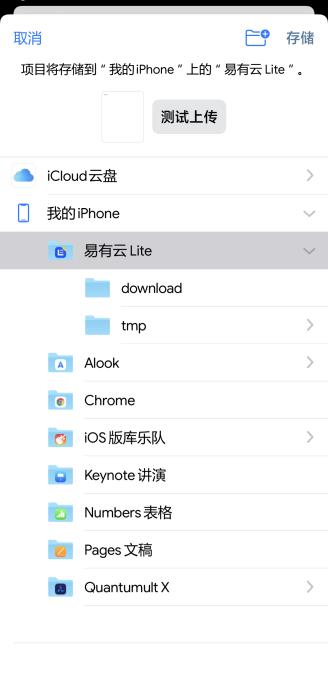 取消
存储
项目将存储到“我的iPhone”上的“易有云 Lite”。
测试上传
iCloud云盘
我的iPhone
易有云 Lite
download
tmp
Alook
Chrome
iOS 版库乐队
Keynote 讲演
Numbers 表格
Pages 文稿
Quantumult X